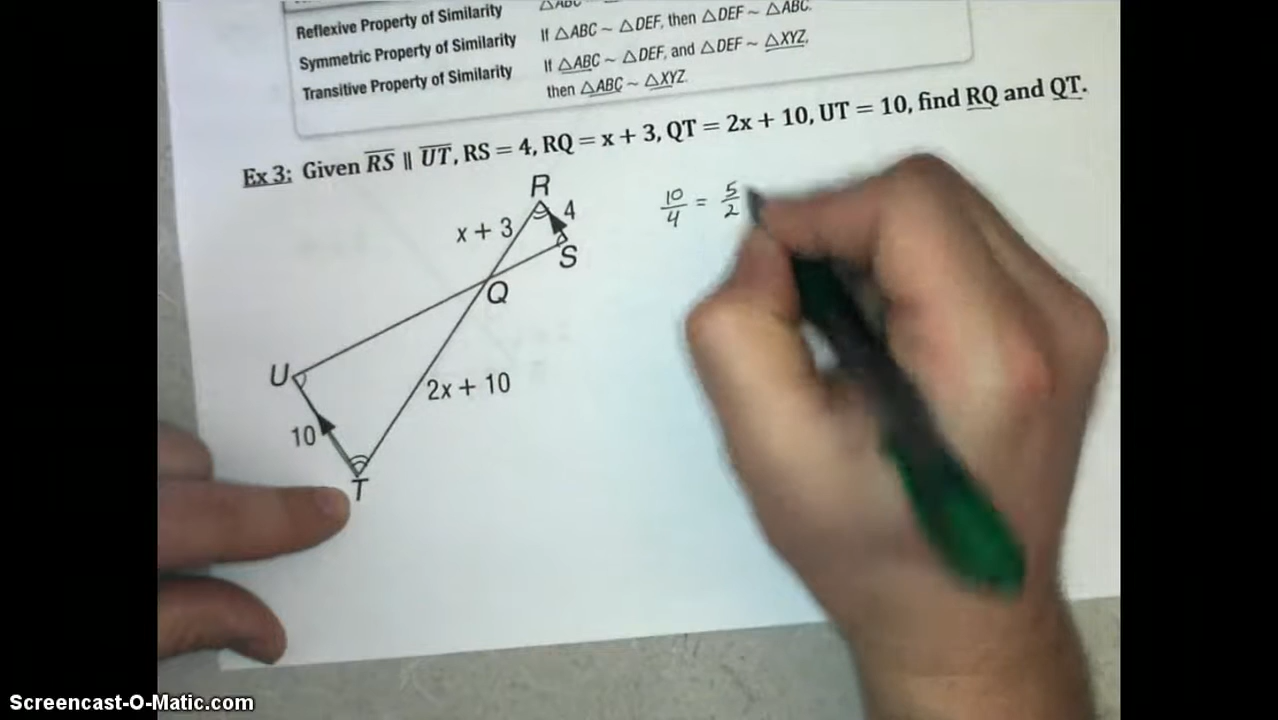 Reflexive Property of Similarity △ABC
Symmetric Property of Similarity If △ABC ~ △DEF, then △DEF ~ △ABC.
Transitive Property of Similarity If △ABC ~ △DEF, and △DEF ~ △XYZ,
then △ABC ~ △XYZ.
Ex 3: Given RS ∥ UT, RS = 4, RQ = x + 3, QT = 2x + 10, UT = 10, find RQ and QT.
R
4
x + 3
S
Q
U
2x + 10
10
T
10/4 = 5/2
Screencast-O-Matic.com